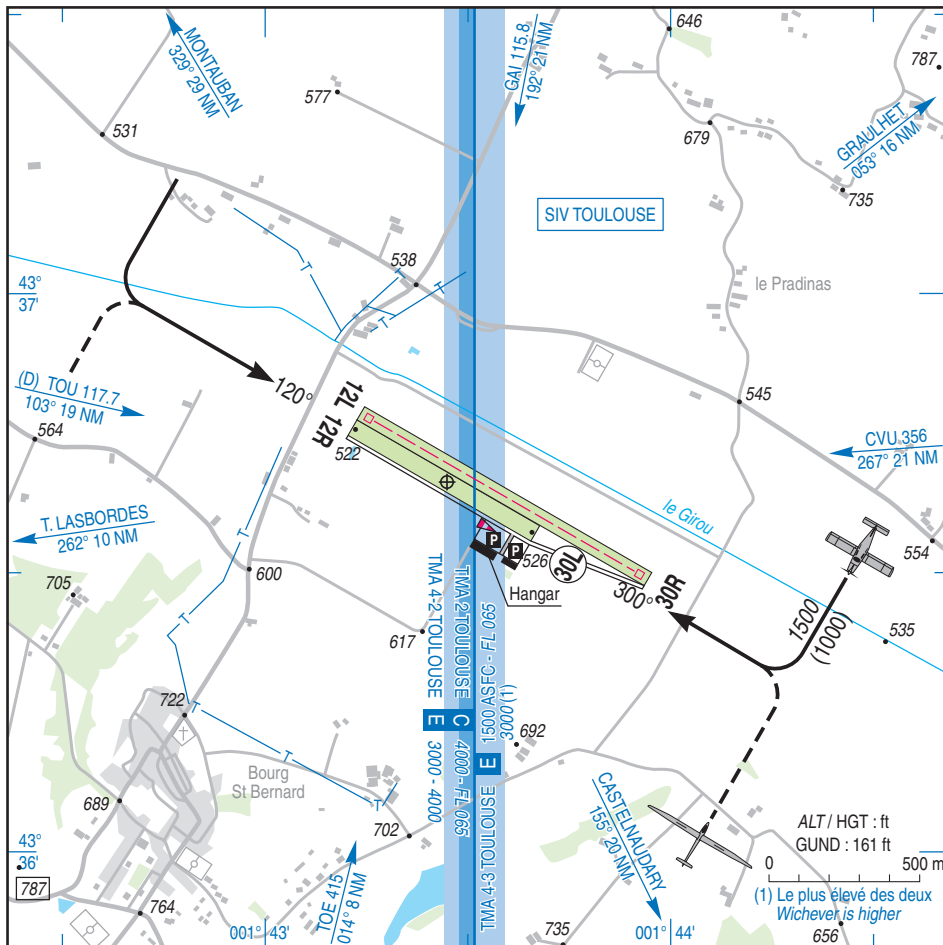 MONTAUBAN
329° 29 NM
GAI 115.8
192° 21 NM
646
787
577
531
679
GRAULHET
053° 16 NM
735
SIV TOULOUSE
T
T
T
T
538
43°
37'
le Pradinas
120°
12L 12R
(D) TOU 117.7
103° 19 NM
545
564
522
CVU 356
267° 21 NM
T
le Girou
T. LASBORDES
262° 10 NM
P
P
526
30L
554
705
600
Hangar
300°
30R
T
1500
(1000)
535
617
TMA 4-2 TOULOUSE E 3000 - 4000
TMA 2 TOULOUSE C 4000 - FL 065
TMA 4-3 TOULOUSE E 1500 ASFC - FL 065
3000 (1)
722
T
T
692
Bourg
St Bernard
T
689
702
CASTELNAUDARY
155° 20 NM
ALT / HGT : ft
GUND : 161 ft
43°
36'
0 500 m
787
764
TOE 415
014° 8 NM
(1) Le plus élevé des deux
Wichever is higher
001° 43'
735
001° 44'
656